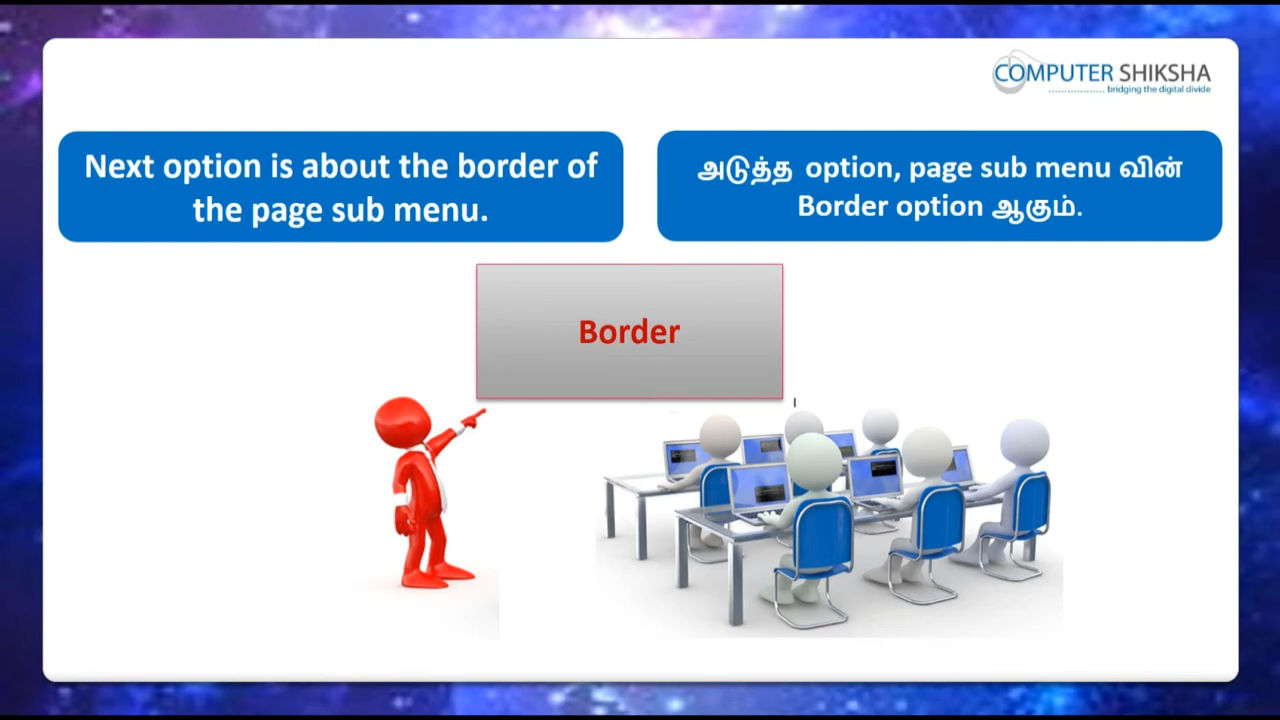 COMPUTER SHIKSHA
bridging the digital divide
Next option is about the border of
the page sub menu.
அடுத்த option, page sub menu வின்
Border option ஆகும்.
Border